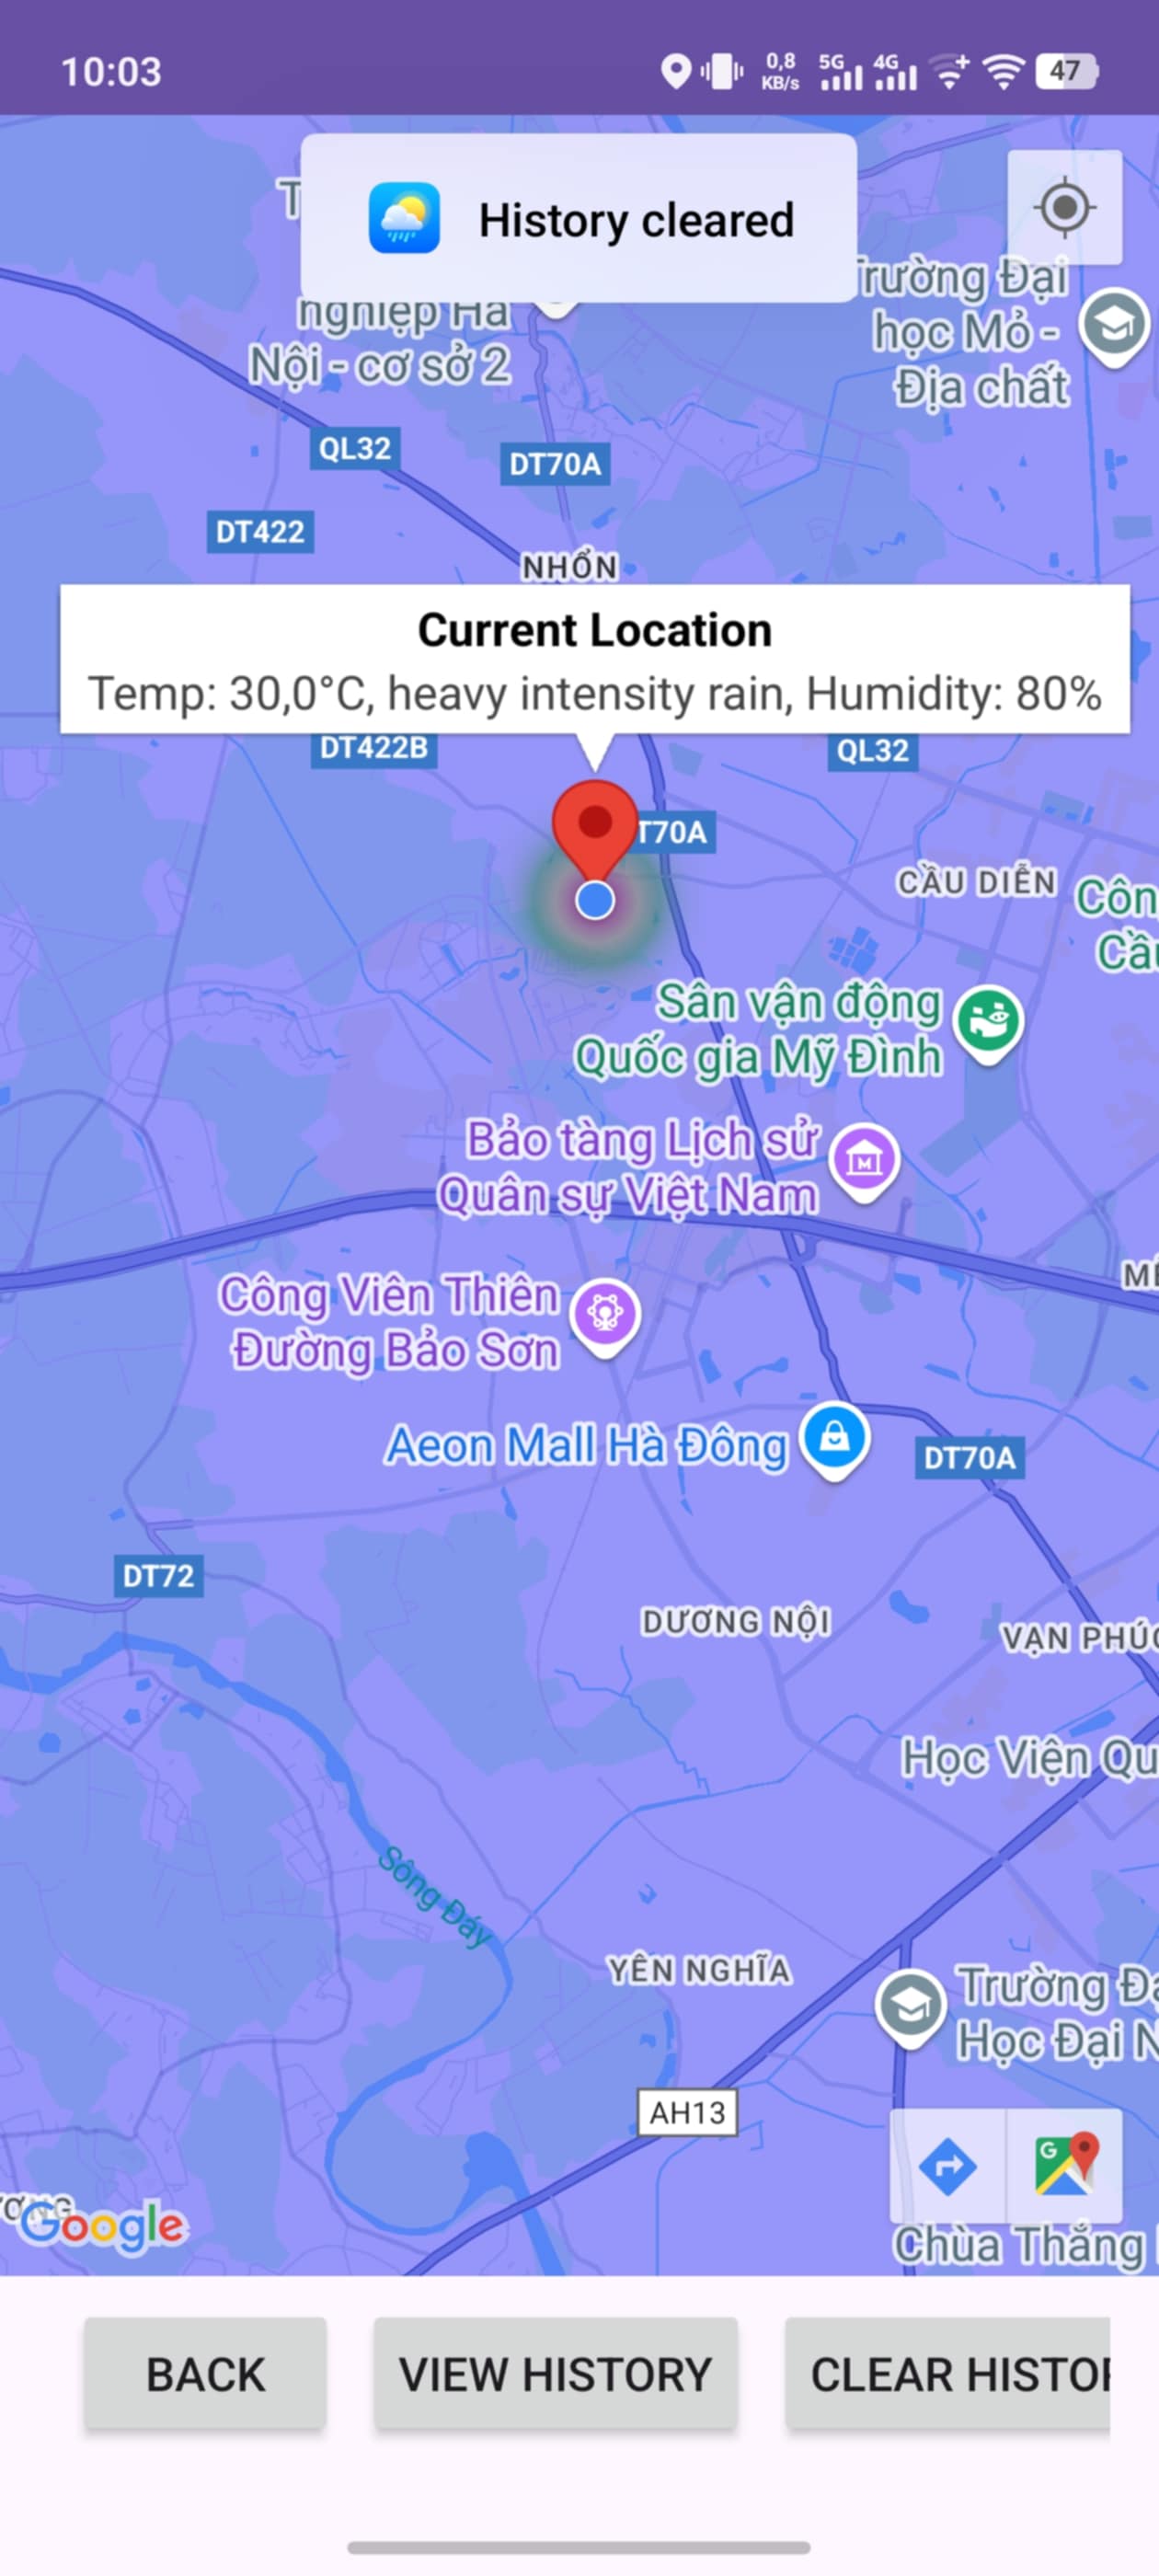 10:03
0,8
KB/s
5G
4G
47
History cleared
Trường Đại
học Mỏ -
Địa chất
nghiệp Hà
Nội - cơ sở 2
QL32
DT70A
DT422
NHỔN
Current Location
Temp: 30,0°C, heavy intensity rain, Humidity: 80%
DT422B
QL32
T70A
CẦU DIỄN
Côn
Cầu
Sân vận động
Quốc gia Mỹ Đình
Bảo tàng Lịch sử
Quân sự Việt Nam
M
Công Viên Thiên
Đường Bảo Sơn
Aeon Mall Hà Đông
DT70A
DT72
DƯƠNG NỘI
VẠN PHÚC
Học Viện Qu
Sông Đáy
YÊN NGHĨA
Trường Đạ
Học Đại N
AH13
G
Google
Chùa Thắng
BACK
VIEW HISTORY
CLEAR HISTOR